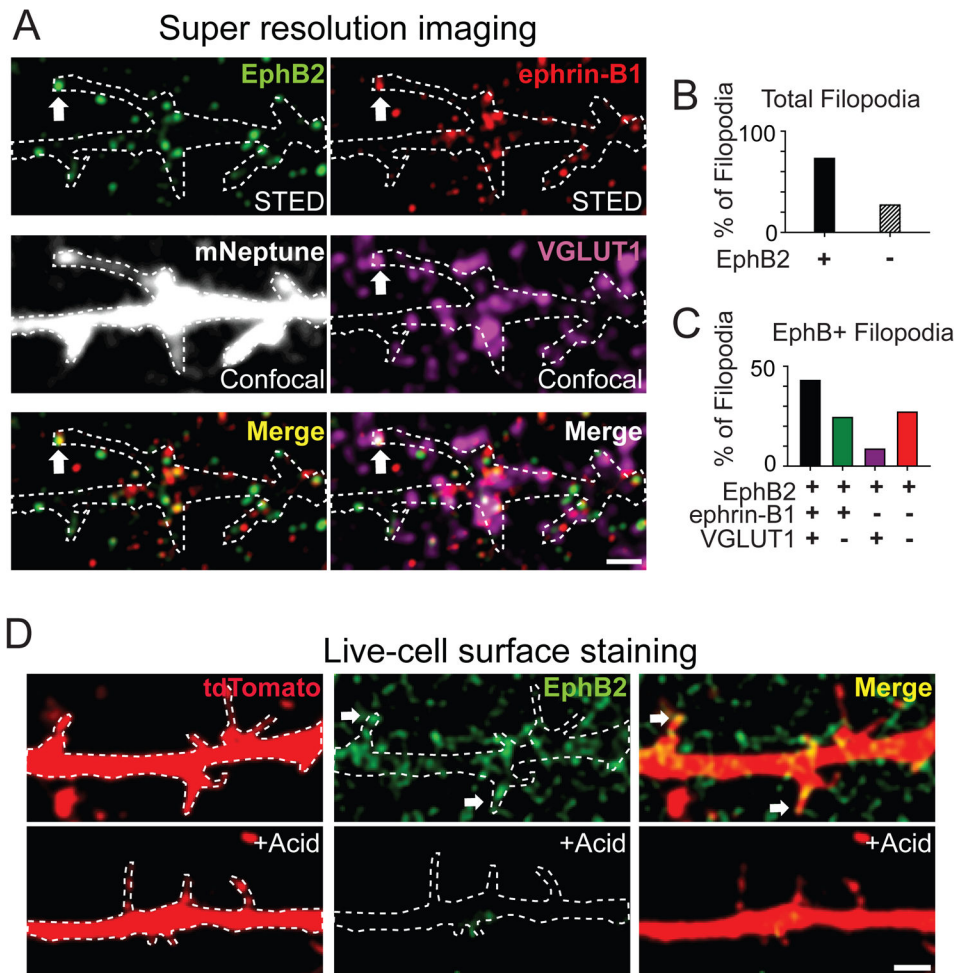 A
Super resolution imaging
EphB2
STED
ephrin-B1
STED
mNeptune
Confocal
VGLUT1
Confocal
Merge
Merge
B
Total Filopodia
% of Filopodia
100
0
EphB2 + -
C
EphB+ Filopodia
% of Filopodia
50
0
EphB2 + + + +
ephrin-B1 + + - -
VGLUT1 + - + -
D
Live-cell surface staining
tdTomato
EphB2
Merge
+Acid
+Acid
+Acid